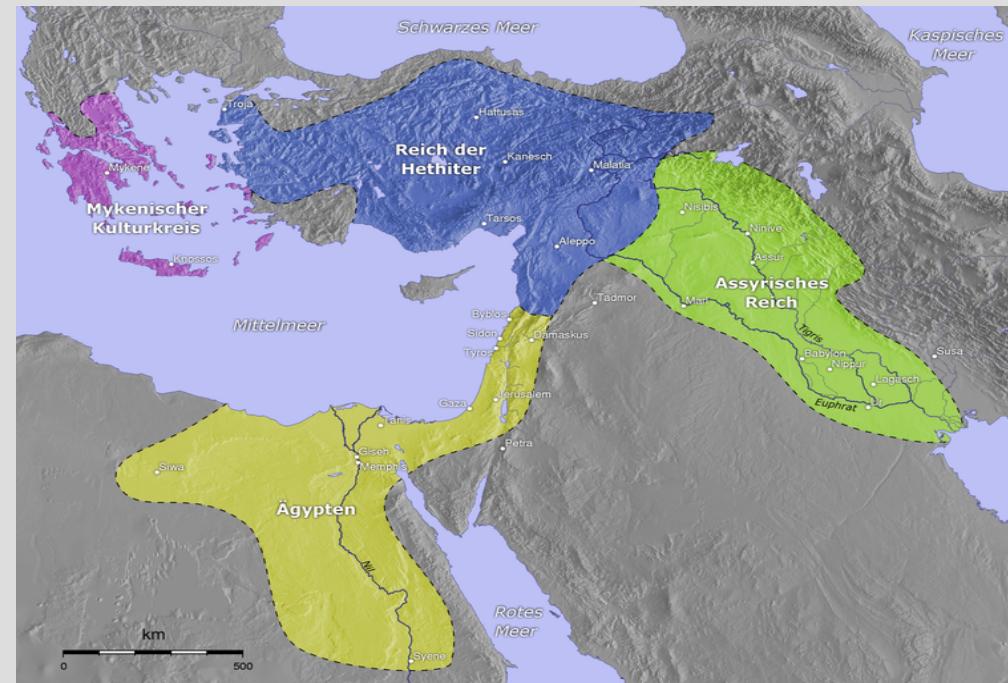 Schwarzes Meer
Kaspisches
Meer
Troja
Hattusas
Reich der
Hethiter
Kanesch
Malatia
Mykene
Mykenischer
Kulturkreis
Nisibis
Ninive
Tarsos
Aleppo
Assur
Knossos
Assyrisches
Reich
Tadmor
Mari
Byblos
Mittelmeer
Sidon
Damaskus
Tigris
Tyros
Babylon
Susa
Nippur
Lagasch
Jerusalem
Gaza
Euphrat
Ur
Tanis
Petra
Giseh
Memphis
Siwa
Ägypten
Nil
Rotes
Meer
km
0
500
Syene